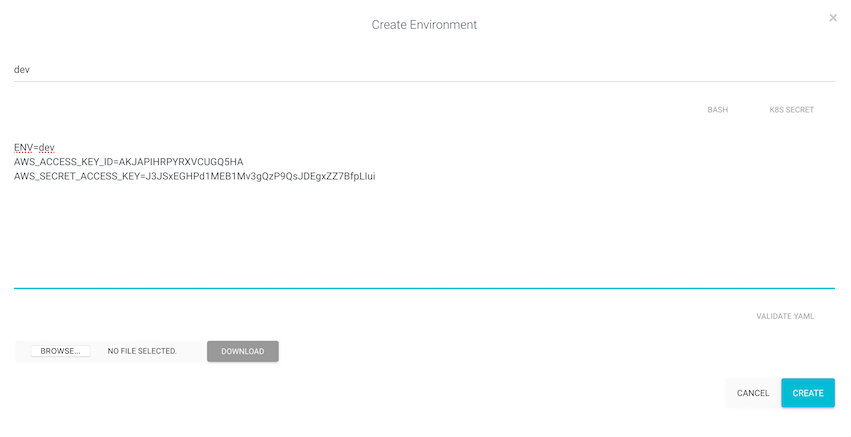 Create Environment
×
dev
BASH K8S SECRET
ENV=dev
AWS_ACCESS_KEY_ID=AKJAPIHRPYRXVCUGQ5HA
AWS_SECRET_ACCESS_KEY=J3JSxEGHPd1MEB1Mv3gQzP9QsJDEgxZZ7BfpLlui
VALIDATE YAML
BROWSE... NO FILE SELECTED. DOWNLOAD
CANCEL CREATE